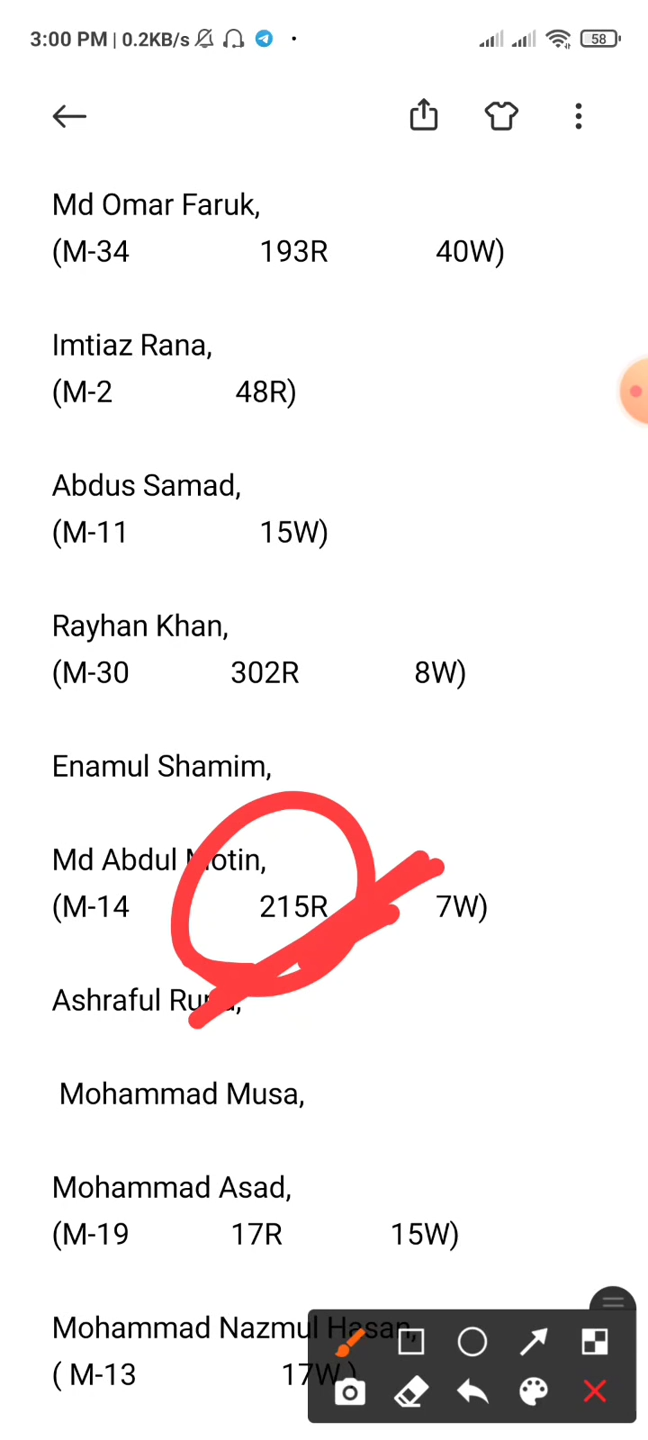 3:00 PM | 0.2KB/s 58
Md Omar Faruk,
(M-34 193R 40W)
Imtiaz Rana,
(M-2 48R)
Abdus Samad,
(M-11 15W)
Rayhan Khan,
(M-30 302R 8W)
Enamul Shamim,
Md Abdul Motin,
(M-14 215R 7W)
Ashraful
Mohammad Musa,
Mohammad Asad,
(M-19 17R 15W)
Mohammad Nazmul Hasan,
( M-13 17W )